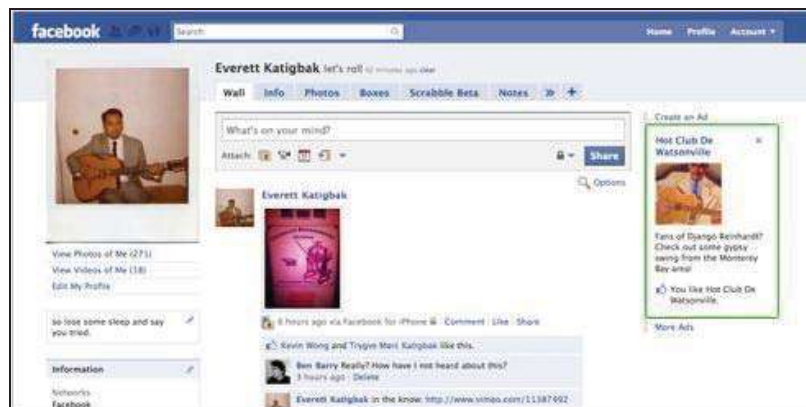 facebook
Search
Home Profile Account
Everett Katigbak let's roll 42 minutes ago clear
Wall Info Photos Boxes Scrabble Beta Notes » +
What's on your mind?
Attach:
Share
Options
Create an Ad
Hot Club De
Watsonville
Fans of Django Reinhardt?
Check out some gypsy
swing from the Monterey
Bay area!
You like Hot Club De
Watsonville.
More Ads
Everett Katigbak
6 hours ago via Facebook for iPhone Comment Like Share
Kevin Wong and Trygve Marc Katigbak like this.
Ben Barry Really? How have I not heard about this?
3 hours ago · Delete
Everett Katigbak in the know: http://www.vimeo.com/11387492
View Photos of Me (271)
View Videos of Me (18)
Edit My Profile
so lose some sleep and say
you tried.
Information
Networks
Facebook